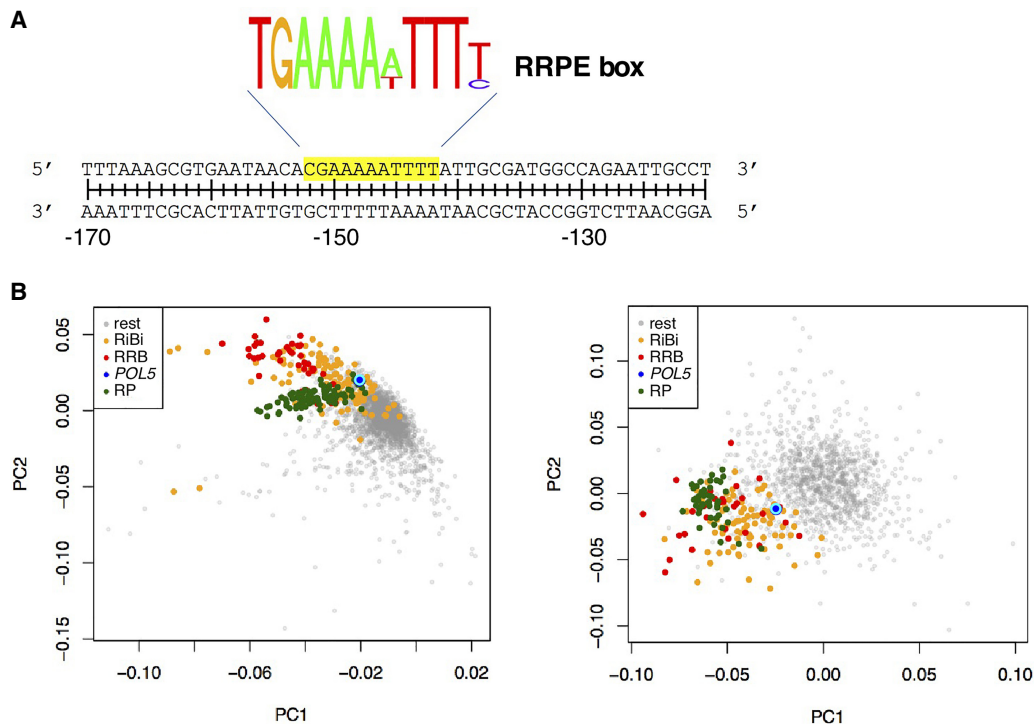 A
TGAAAAATTTT
TC
RRPE box
5′ TTTAAAGCGTGAATAACACGAAAAATTTTATTGCGATGGCCAGAATTGCCT 3′
3′ AAATTTCGCACTTATTGTGCTTTTTAAAATAACGCTACCGGTCTTAACGGA 5′
-170 -150 -130
B
rest
RiBi
RRB
POL5
RP
0.05
0.00
−0.05
−0.10
−0.15
PC2
−0.10 −0.06 −0.02 0.02
PC1
rest
RiBi
RRB
POL5
RP
0.10
0.05
0.00
−0.05
−0.10
PC2
−0.10 −0.05 0.00 0.05 0.10
PC1